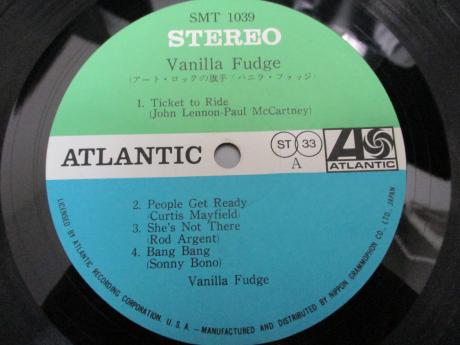 SMT 1039
STEREO
Vanilla Fudge
(アート・ロックの旗手/バニラ・ファッジ)
1. Ticket to Ride
(John Lennon-Paul McCartney)
ATLANTIC
ST 33
A
ATLANTIC
2. People Get Ready
(Curtis Mayfield)
3. She's Not There
(Rod Argent)
4. Bang Bang
(Sonny Bono)
Vanilla Fudge
LICENSED BY ATLANTIC RECORDING CORPORATION. U.S.A.—MANUFACTURED AND DISTRIBUTED BY NIPPON GRAMMOPHON CO. LTD., JAPAN